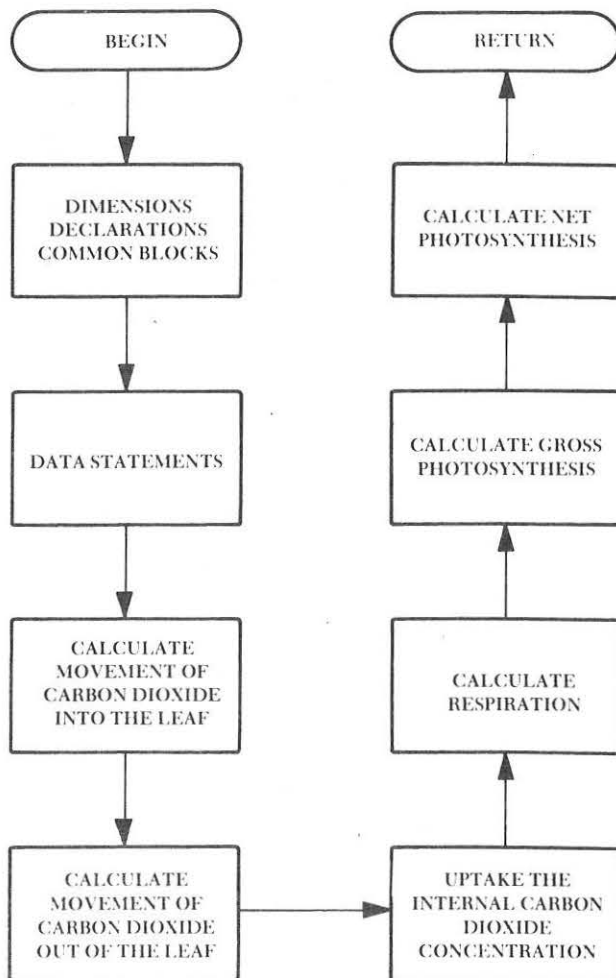 BEGIN
DIMENSIONS
DECLARATIONS
COMMON BLOCKS
DATA STATEMENTS
CALCULATE
MOVEMENT OF
CARBON DIOXIDE
INTO THE LEAF
CALCULATE
MOVEMENT OF
CARBON DIOXIDE
OUT OF THE LEAF
UPTAKE THE
INTERNAL CARBON
DIOXIDE
CONCENTRATION
CALCULATE
RESPIRATION
CALCULATE GROSS
PHOTOSYNTHESIS
CALCULATE NET
PHOTOSYNTHESIS
RETURN